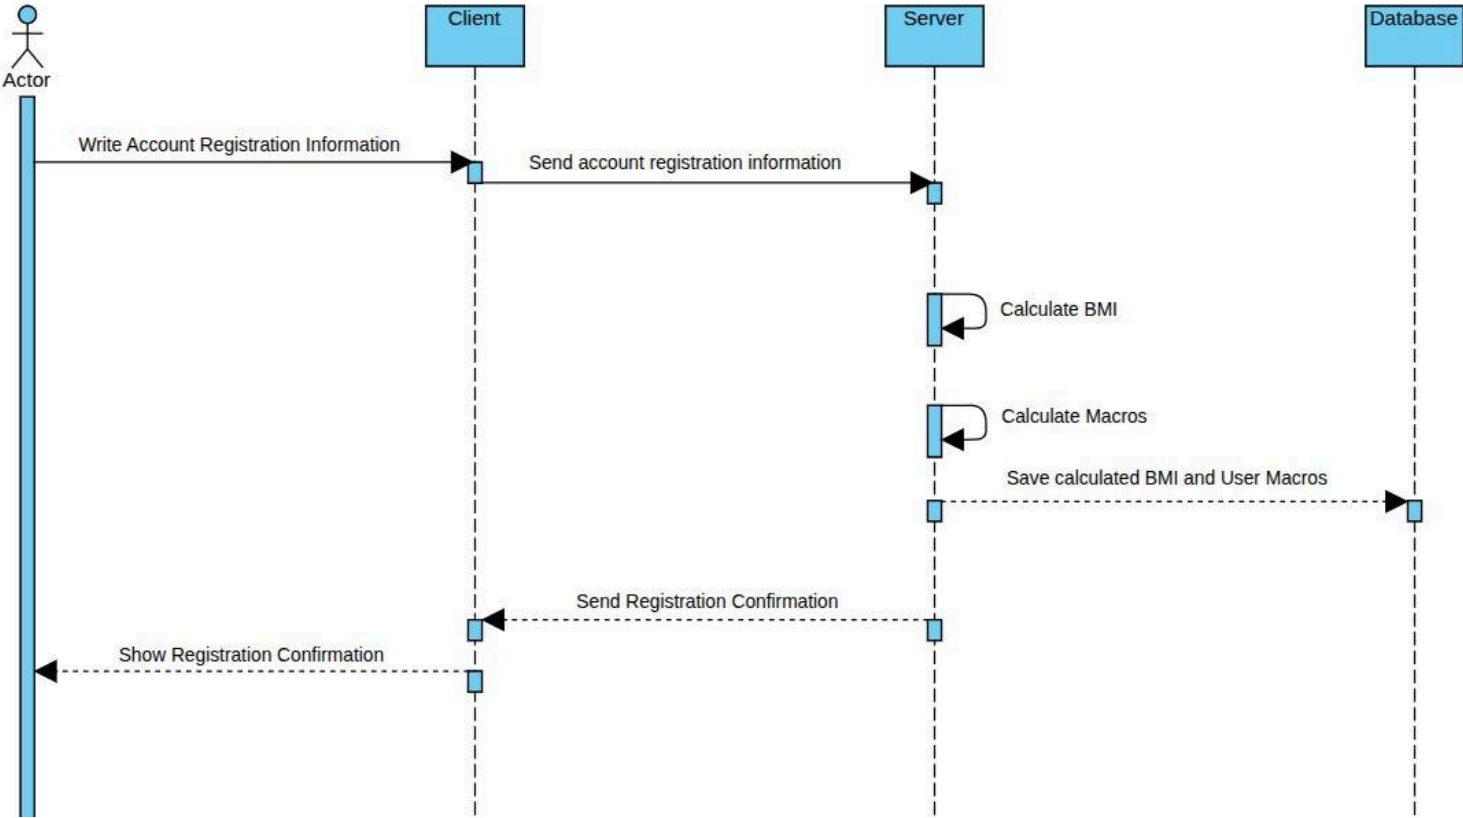 Client
Server
Database
Actor
Write Account Registration Information
Send account registration information
Calculate BMI
Calculate Macros
Save calculated BMI and User Macros
Send Registration Confirmation
Show Registration Confirmation